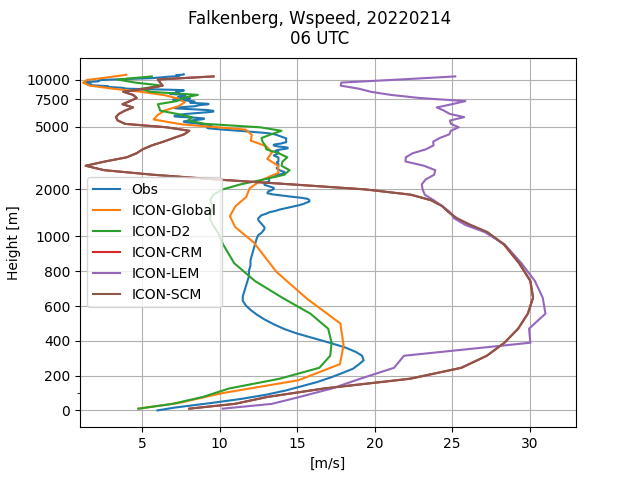 Falkenberg, Wspeed, 20220214
06 UTC
10000
7500
5000
2000
1000
800
600
400
200
0
Height [m]
Obs
ICON-Global
ICON-D2
ICON-CRM
ICON-LEM
ICON-SCM
5 10 15 20 25 30
[m/s]